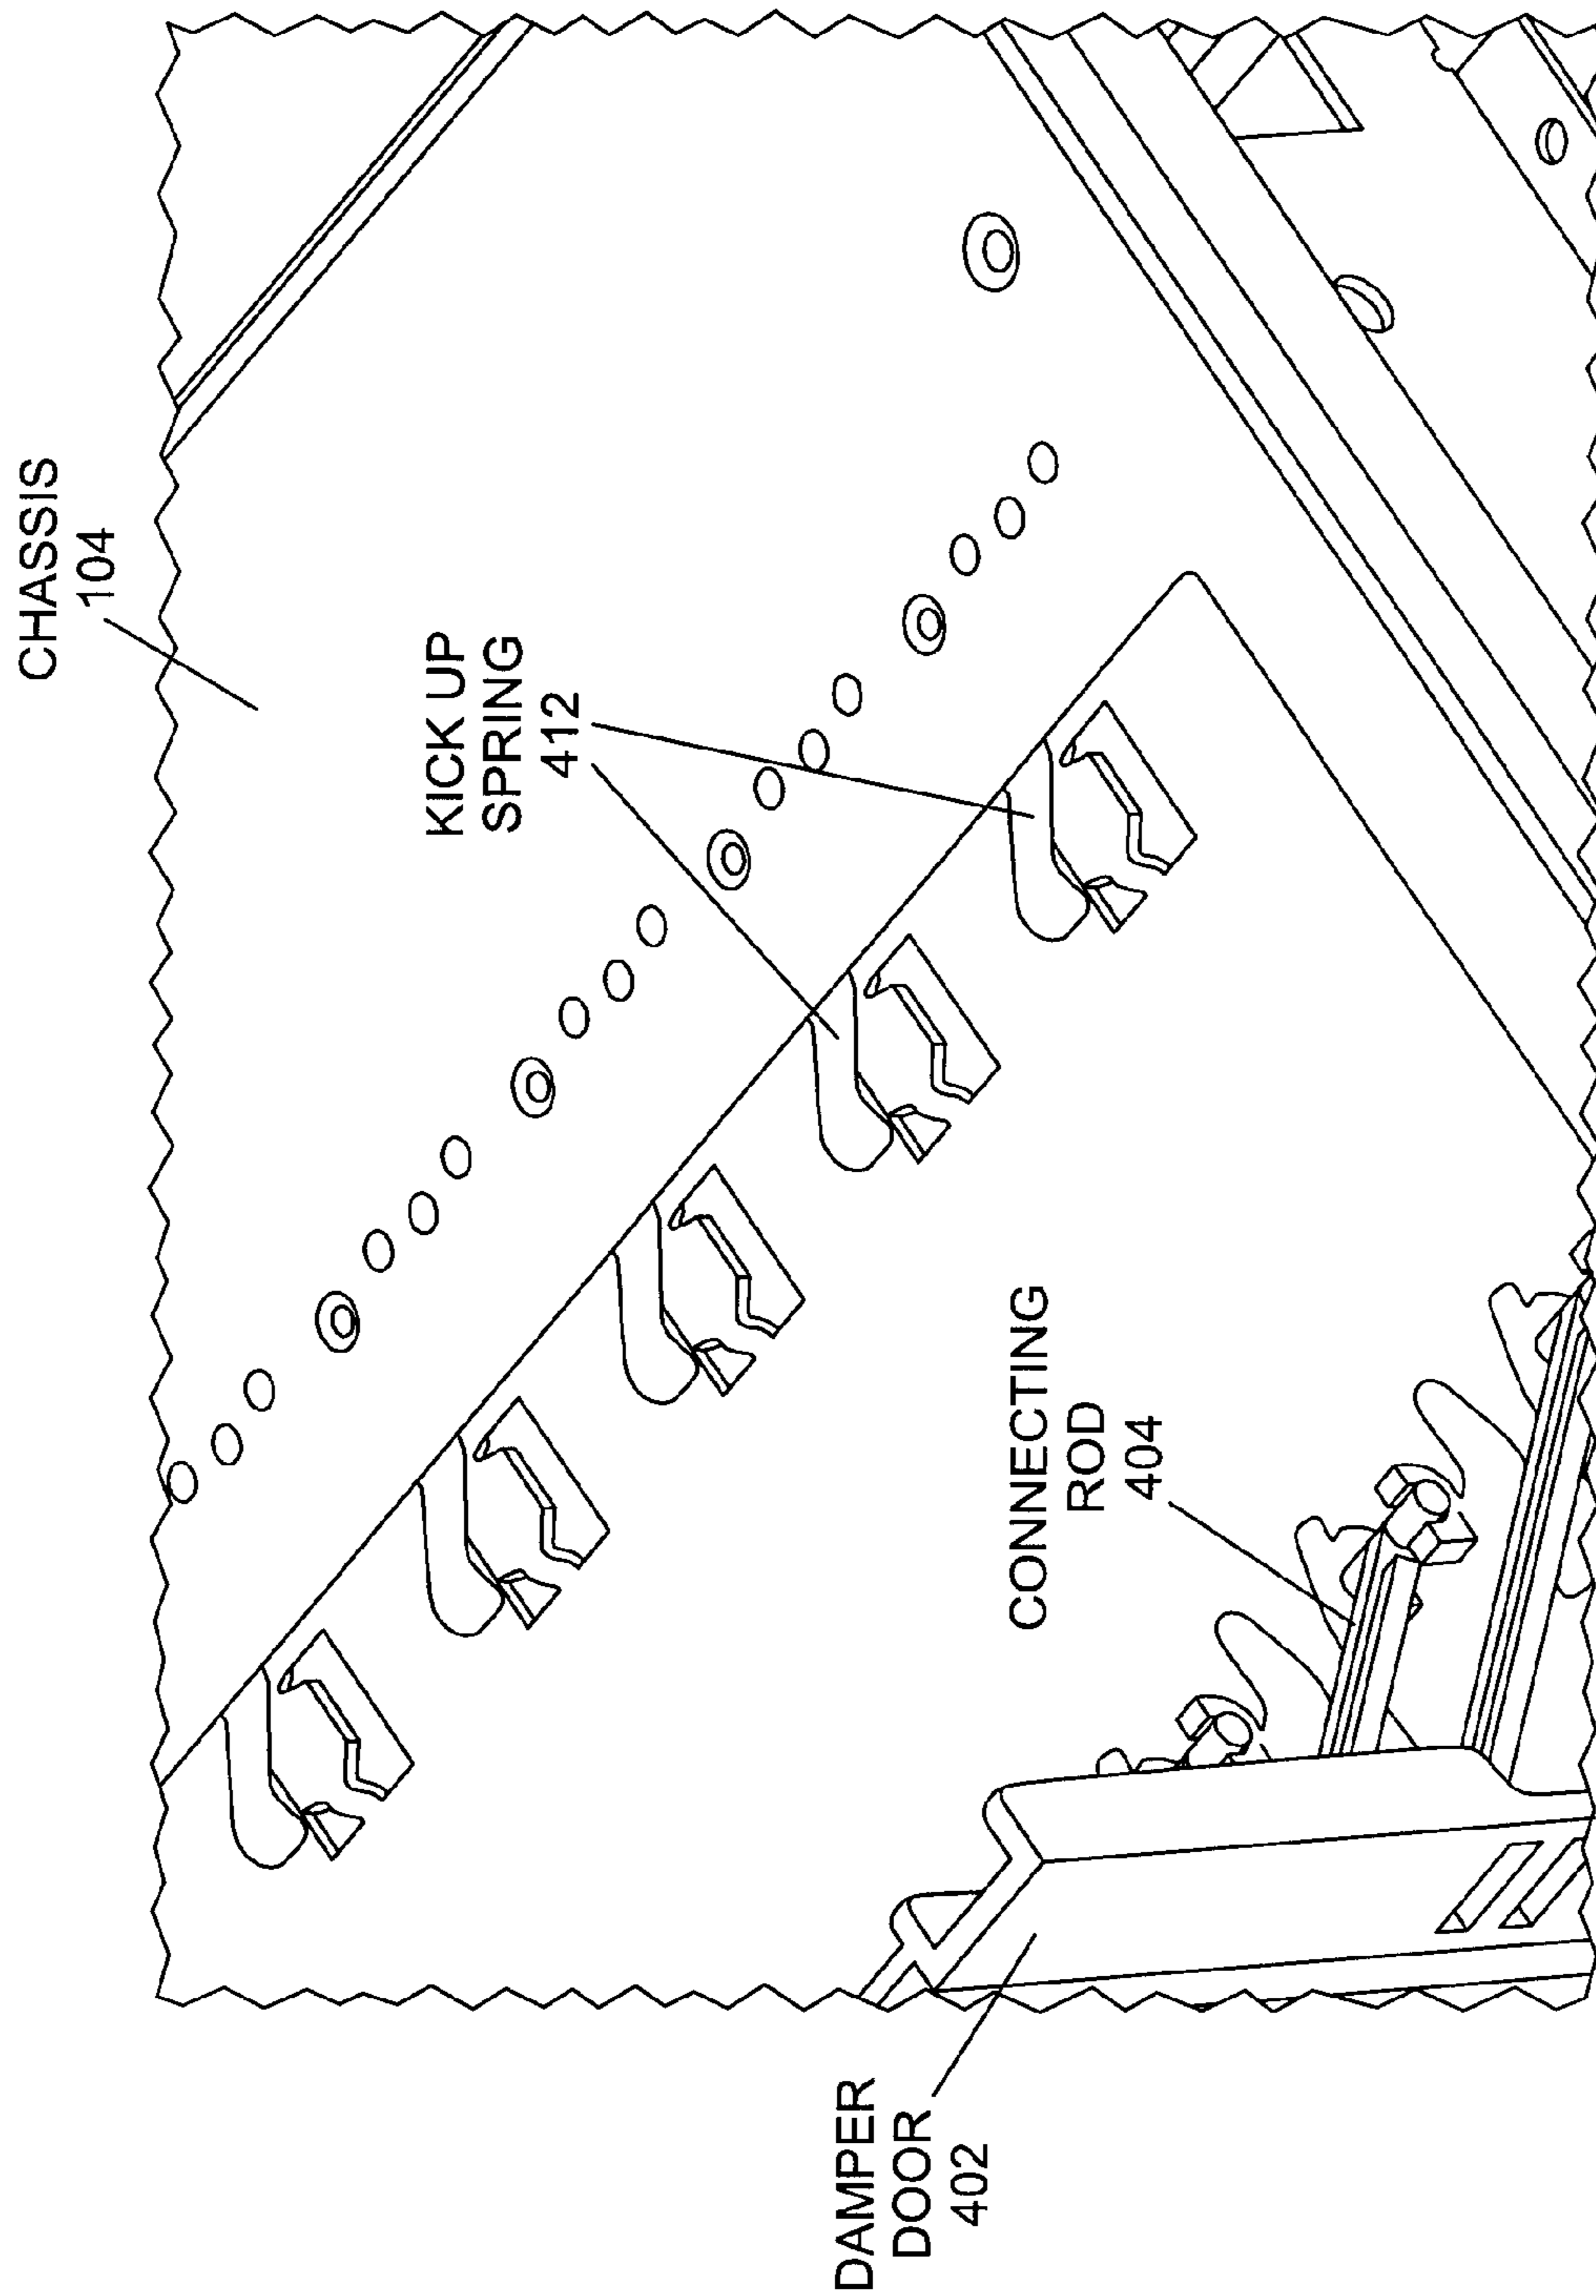 CHASSIS
104
KICK UP
SPRING
412
CONNECTING
ROD
404
DAMPER
DOOR
402